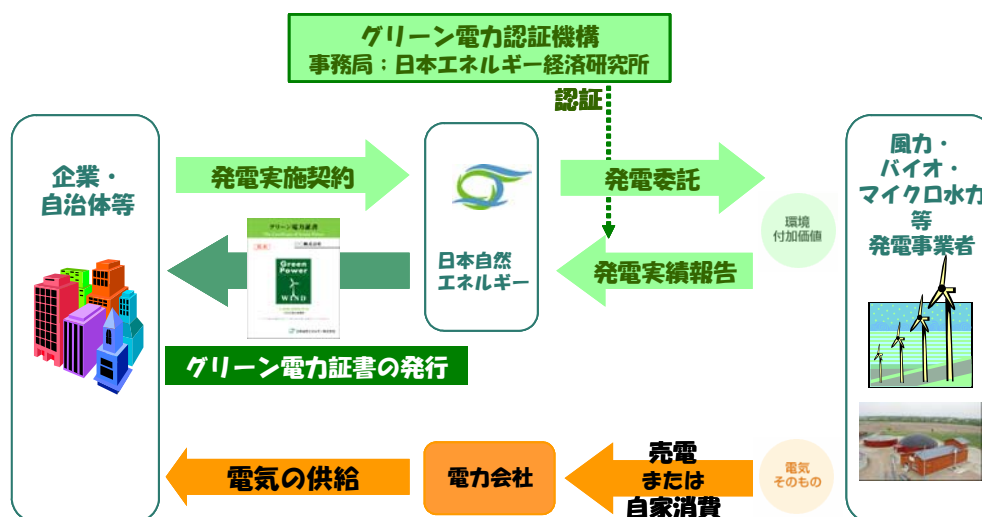 グリーン電力認証機構
事務局：日本エネルギー経済研究所
認証
企業・
自治体等
発電実施契約
グリーン電力証書
株式会社
Green
Power
WIND
日本自然
エネルギー
発電委託
発電実績報告
環境
付加価値
風力・
バイオ・
マイクロ水力
等
発電事業者
グリーン電力証書の発行
電気の供給
電力会社
売電
または
自家消費
電気
そのもの